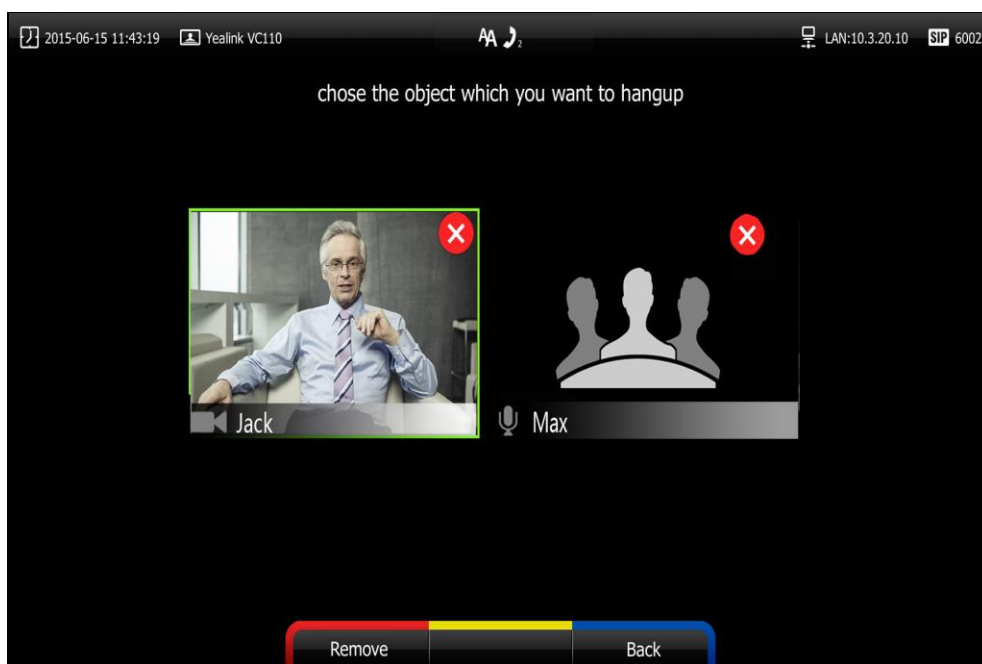 2015-06-15 11:43:19 Yealink VC110 AA 2 LAN:10.3.20.10 SIP 6002
chose the object which you want to hangup
Jack Max
Remove Back